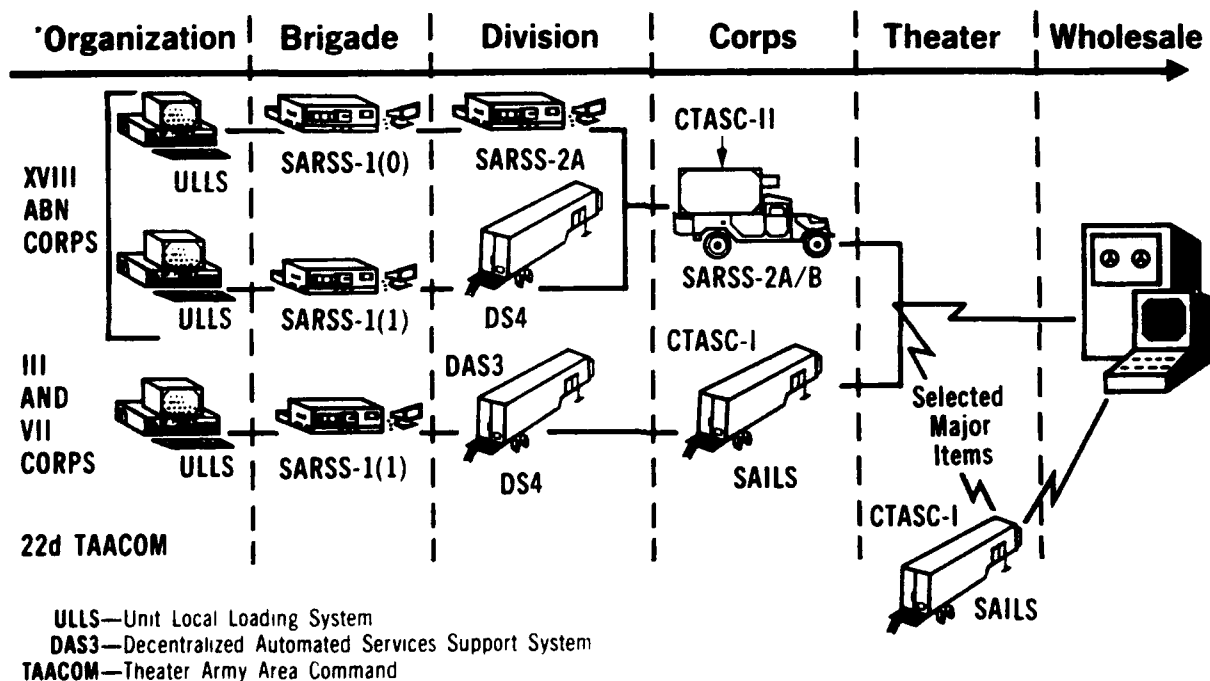 Organization Brigade Division Corps Theater Wholesale
XVIII
ABN
CORPS
ULLS
SARSS-1(O)
SARSS-2A
CTASC-II
SARSS-2A/B
ULLS
SARSS-1(1)
DS4
III
AND
VII
CORPS
ULLS
SARSS-1(1)
DAS3
DS4
CTASC-I
SAILS
Selected
Major
Items
22d TAACOM
CTASC-I
SAILS
ULLS—Unit Local Loading System
DAS3—Decentralized Automated Services Support System
TAACOM—Theater Army Area Command